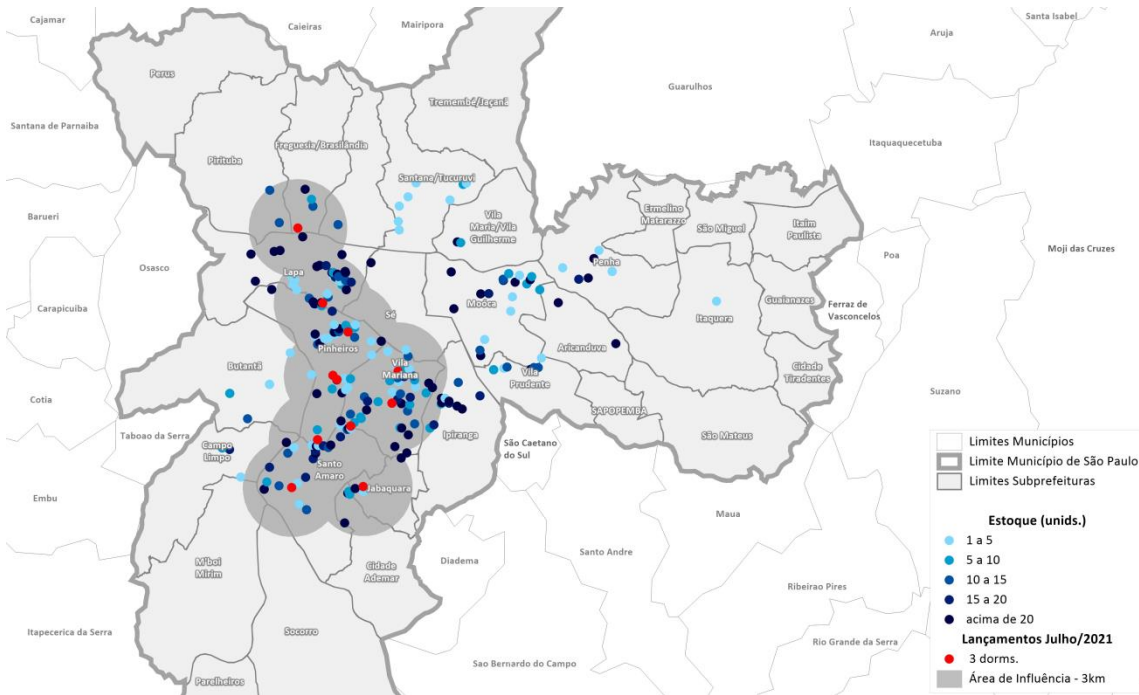 Cajamar
Caieiras
Mairipora
Santa Isabel
Aruja
Perus
Guarulhos
Tremembé/Jaçanã
Santana de Parnaiba
Freguesia/Brasilândia
Itaquaquecetuba
Pirituba
Santana/Tucuruvi
Ermelino
Matarazzo
São Miguel
Itaim
Paulista
Barueri
Vila
Maria/Vila
Guilherme
Moji das Cruzes
Osasco
Lapa
Penha
Poa
Carapicuiba
Moóca
Sé
Itaquera
Guaianazes
Ferraz de
Vasconcelos
Butantã
Pinheiros
Vila
Mariana
Aricanduva
Vila
Prudente
Cidade
Tiradentes
Suzano
Cotia
SAPOPEMBA
Taboao da Serra
Ipiranga
São Mateus
Campo
Limpo
São Caetano
do Sul
Santo
Amaro
Embu
Jabaquara
Maua
M'boi
Mirim
Cidade
Ademar
Diadema
Santo Andre
Ribeirao Pires
Itapecerica da Serra
Socorro
Rio Grande da Serra
Sao Bernardo do Campo
Parelheiros
Limites Municípios
Limite Município de São Paulo
Limites Subprefeituras
Estoque (unids.)
1 a 5
5 a 10
10 a 15
15 a 20
acima de 20
Lançamentos Julho/2021
3 dorms.
Área de Influência - 3km